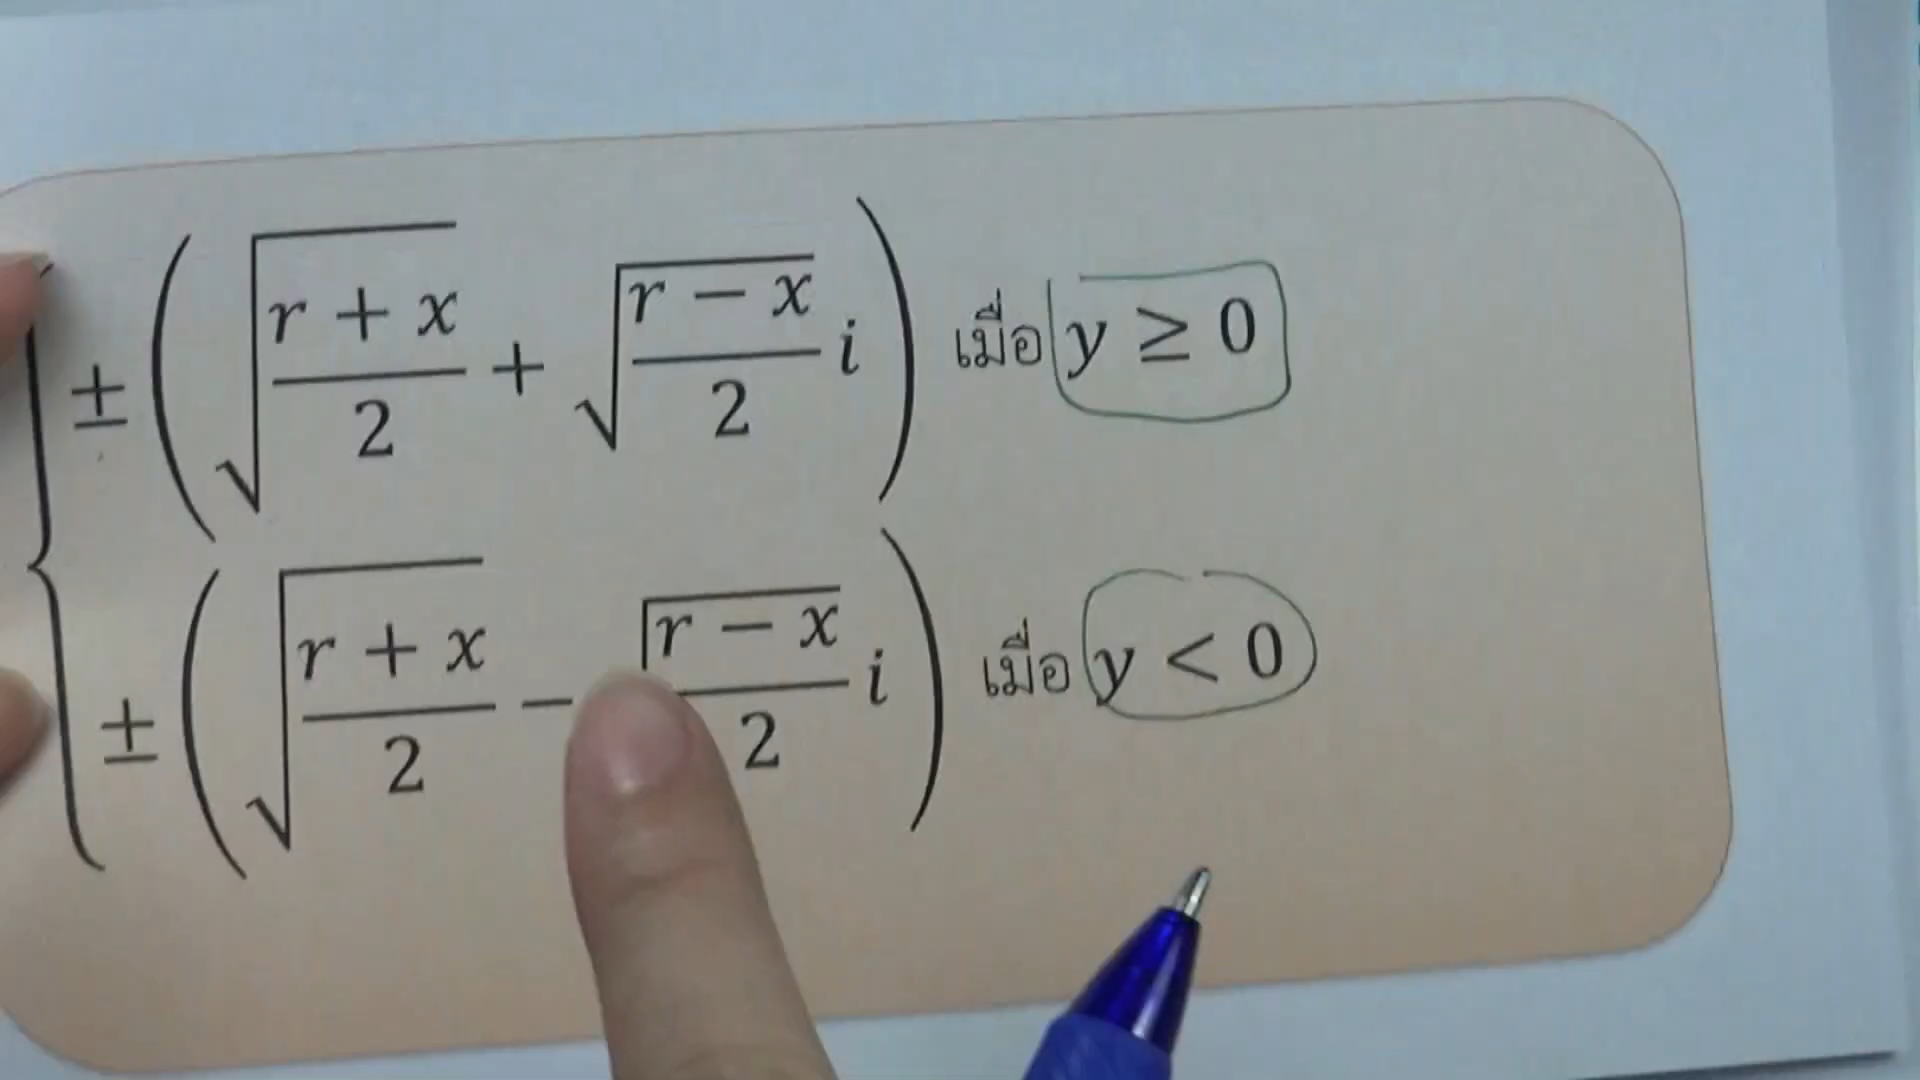 ± ( √((r + x)/2) + √((r − x)/2) i ) เมื่อ y ≥ 0
± ( √((r + x)/2) − √((r − x)/2) i ) เมื่อ y < 0